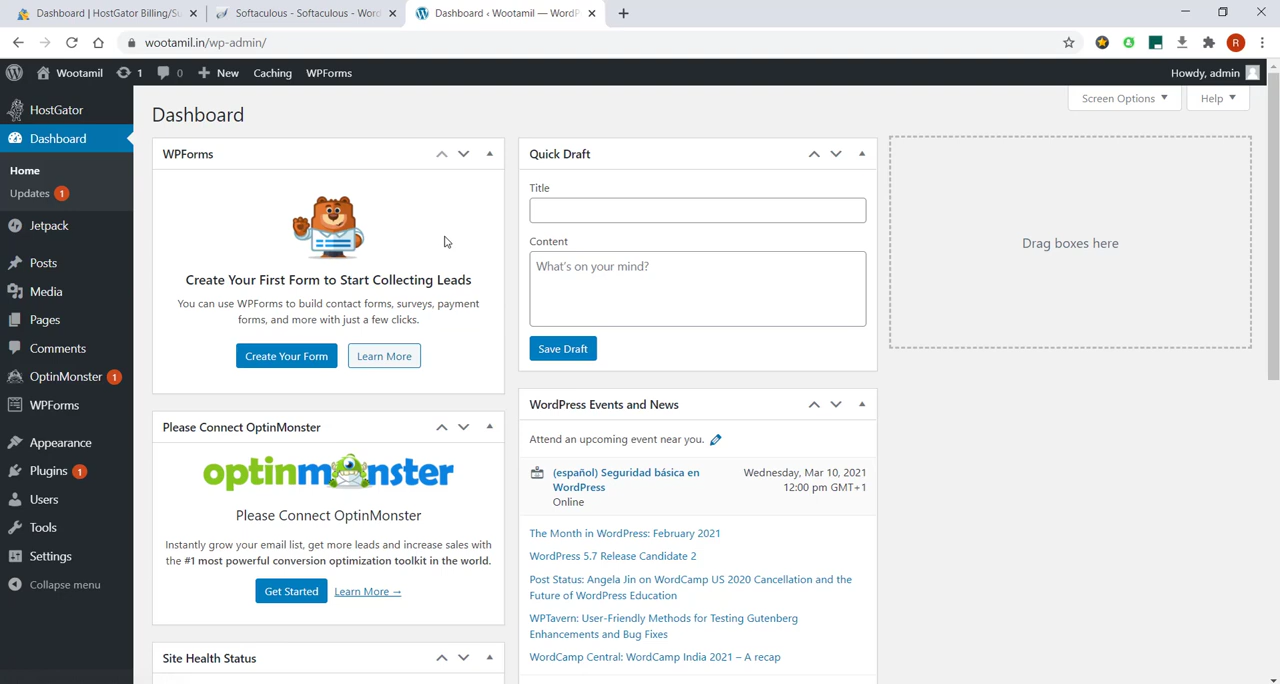 Dashboard | HostGator Billing/Su
Softaculous - Softaculous - Wor
Dashboard ‹ Wootamil — WordP
wootamil.in/wp-admin/
R
Wootamil
1
0
New
Caching
WPForms
Howdy, admin
HostGator
Dashboard
Home
Updates 1
Jetpack
Posts
Media
Pages
Comments
OptinMonster 1
WPForms
Appearance
Plugins 1
Users
Tools
Settings
Collapse menu
Dashboard
Screen Options
Help
WPForms
Create Your First Form to Start Collecting Leads
You can use WPForms to build contact forms, surveys, payment
forms, and more with just a few clicks.
Create Your Form
Learn More
Please Connect OptinMonster
optinmonster
Please Connect OptinMonster
Instantly grow your email list, get more leads and increase sales with
the #1 most powerful conversion optimization toolkit in the world.
Get Started
Learn More →
Site Health Status
Quick Draft
Title
Content
What's on your mind?
Save Draft
WordPress Events and News
Attend an upcoming event near you.
(español) Seguridad básica en
WordPress
Online
Wednesday, Mar 10, 2021
12:00 pm GMT+1
The Month in WordPress: February 2021
WordPress 5.7 Release Candidate 2
Post Status: Angela Jin on WordCamp US 2020 Cancellation and the
Future of WordPress Education
WPTavern: User-Friendly Methods for Testing Gutenberg
Enhancements and Bug Fixes
WordCamp Central: WordCamp India 2021 – A recap
Drag boxes here